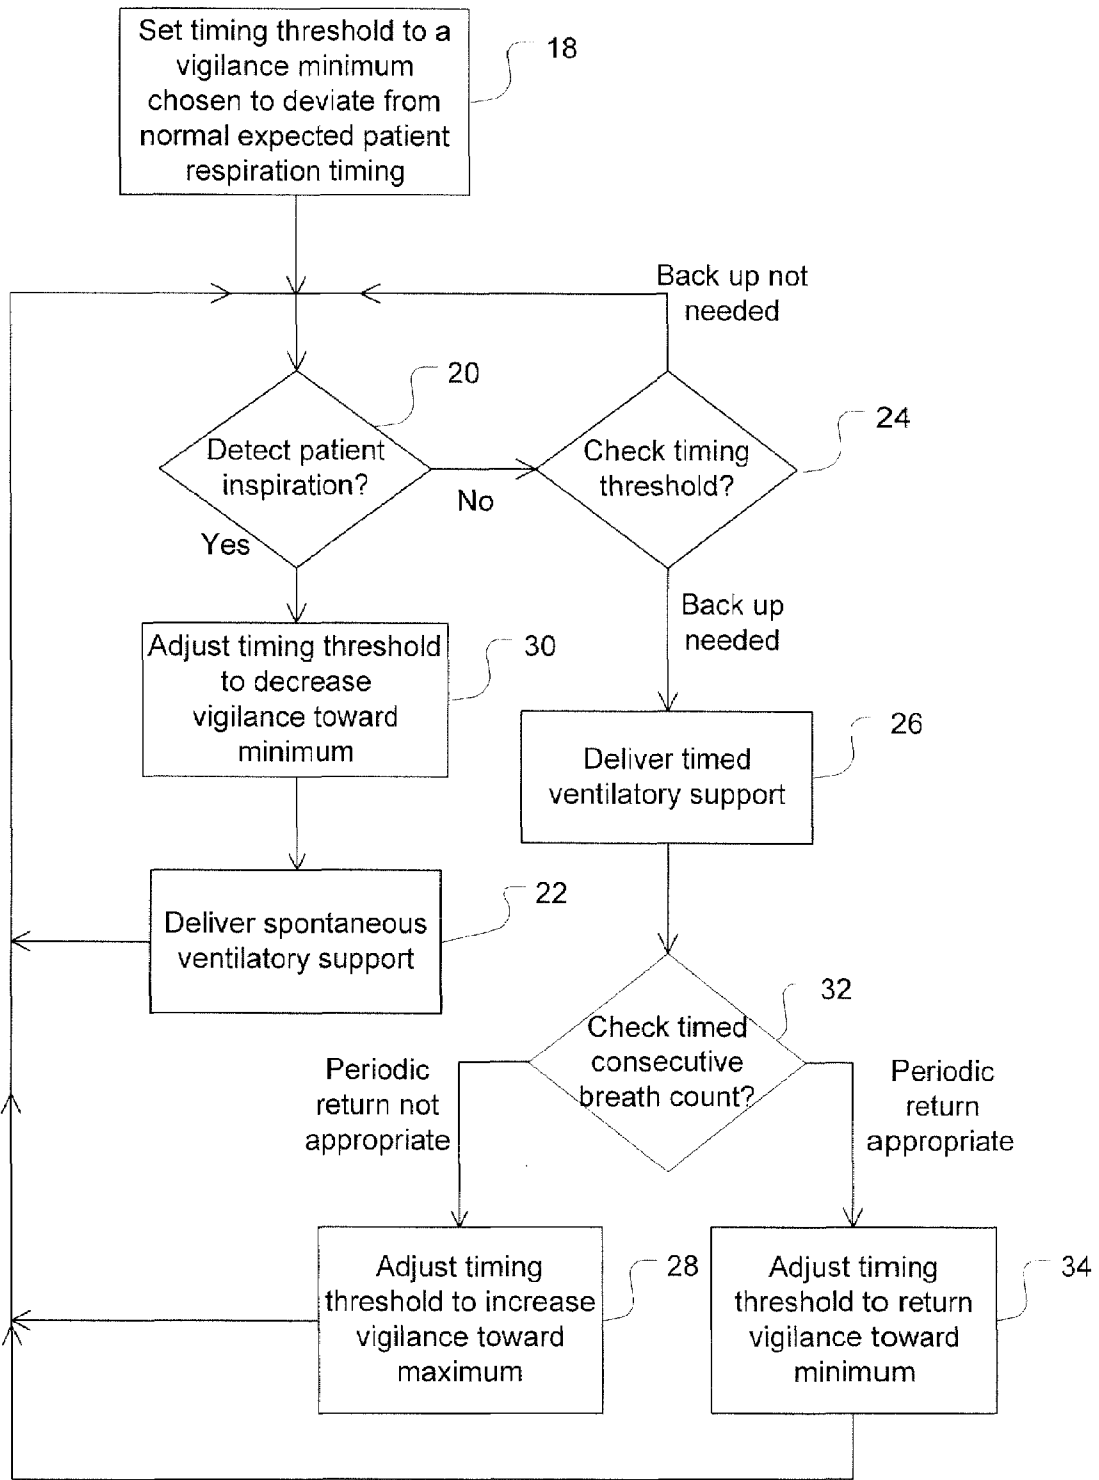 Set timing threshold to a
vigilance minimum
chosen to deviate from
normal expected patient
respiration timing
18
Back up not
needed
20
Detect patient
inspiration?
No
Yes
24
Check timing
threshold?
Back up
needed
Adjust timing threshold
to decrease
vigilance toward
minimum
30
26
Deliver timed
ventilatory support
Deliver spontaneous
ventilatory support
22
32
Check timed
consecutive
breath count?
Periodic
return not
appropriate
Periodic
return
appropriate
Adjust timing
threshold to increase
vigilance toward
maximum
28
Adjust timing
threshold to return
vigilance toward
minimum
34